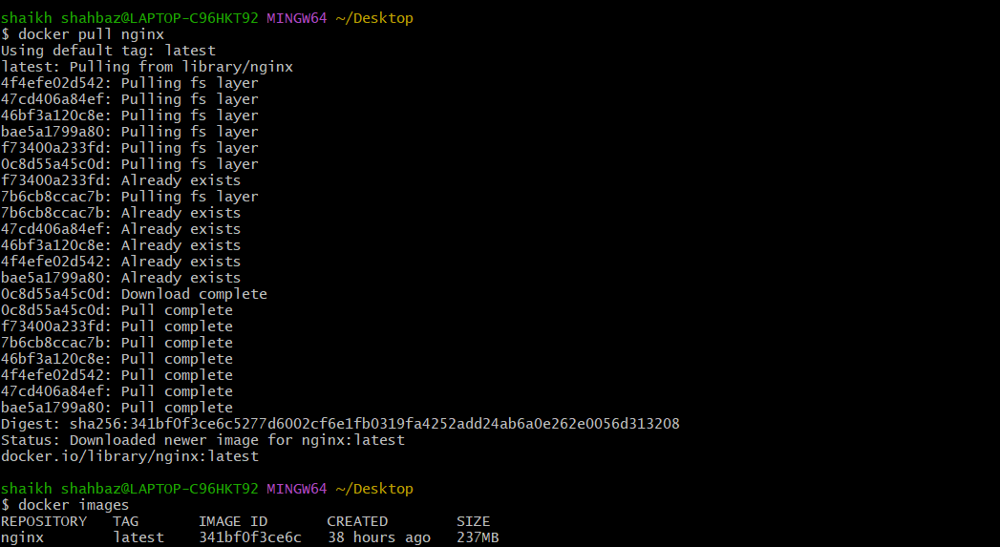 shaikh shahbaz@LAPTOP-C96HKT92 MINGW64 ~/Desktop
$ docker pull nginx
Using default tag: latest
latest: Pulling from library/nginx
4f4efe02d542: Pulling fs layer
47cd406a84ef: Pulling fs layer
46bf3a120c8e: Pulling fs layer
bae5a1799a80: Pulling fs layer
f73400a233fd: Pulling fs layer
0c8d55a45c0d: Pulling fs layer
f73400a233fd: Already exists
7b6cb8ccac7b: Pulling fs layer
7b6cb8ccac7b: Already exists
47cd406a84ef: Already exists
46bf3a120c8e: Already exists
4f4efe02d542: Already exists
bae5a1799a80: Already exists
0c8d55a45c0d: Download complete
0c8d55a45c0d: Pull complete
f73400a233fd: Pull complete
7b6cb8ccac7b: Pull complete
46bf3a120c8e: Pull complete
4f4efe02d542: Pull complete
47cd406a84ef: Pull complete
bae5a1799a80: Pull complete
Digest: sha256:341bf0f3ce6c5277d6002cf6e1fb0319fa4252add24ab6a0e262e0056d313208
Status: Downloaded newer image for nginx:latest
docker.io/library/nginx:latest
shaikh shahbaz@LAPTOP-C96HKT92 MINGW64 ~/Desktop
$ docker images
REPOSITORY   TAG       IMAGE ID       CREATED        SIZE
nginx        latest    341bf0f3ce6c   38 hours ago   237MB